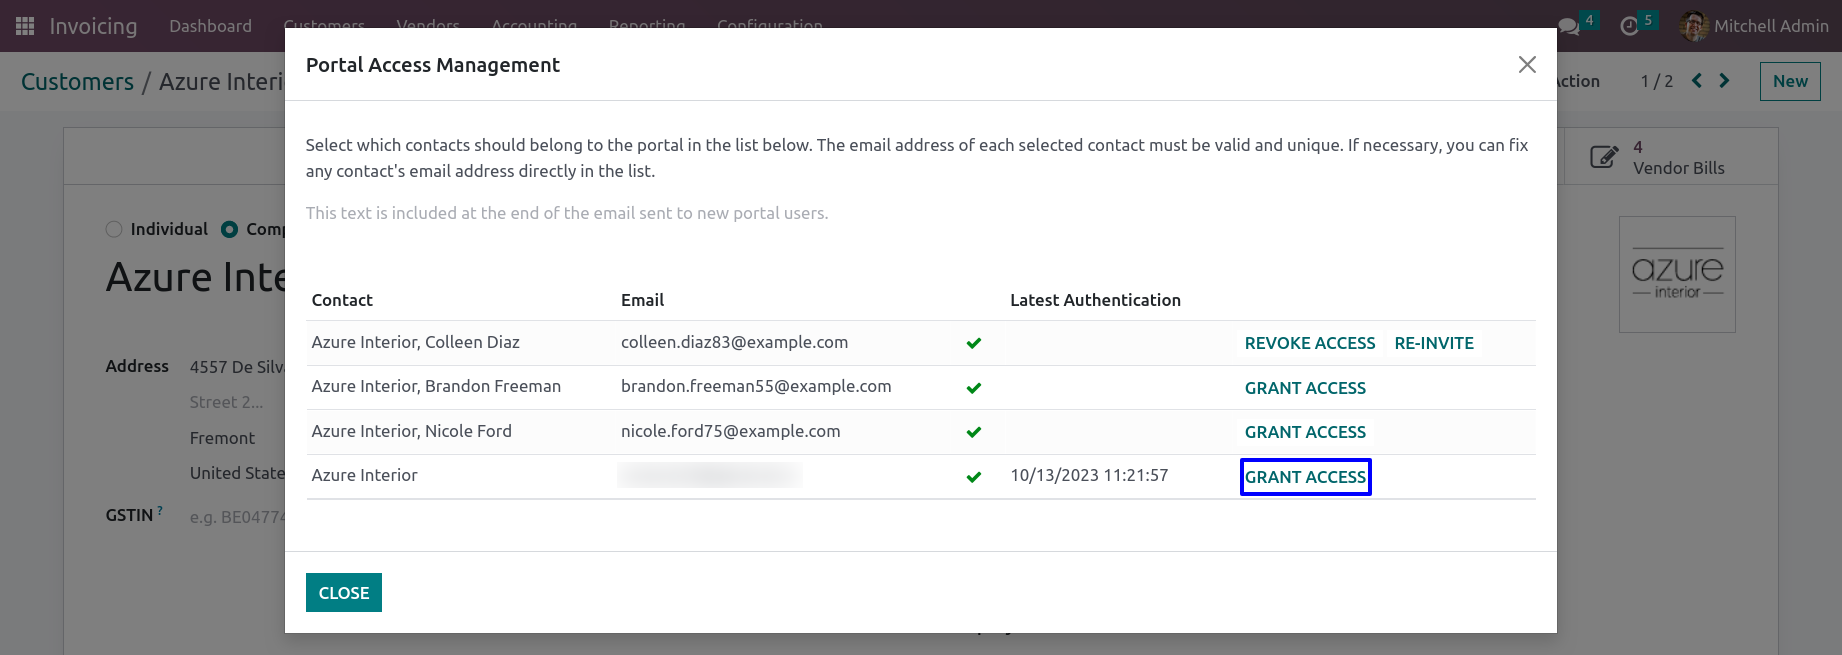 Invoicing Dashboard Customers Vendors Accounting Reporting Configuration 4 5 Mitchell Admin
Portal Access Management
Customers / Azure Interi
ction 1 / 2 New
Select which contacts should belong to the portal in the list below. The email address of each selected contact must be valid and unique. If necessary, you can fix
any contact's email address directly in the list.
4
Vendor Bills
This text is included at the end of the email sent to new portal users.
Individual Comp
Azure Inte
azure
interior
Contact Email Latest Authentication
Azure Interior, Colleen Diaz colleen.diaz83@example.com REVOKE ACCESS RE-INVITE
Address 4557 De Silv
Azure Interior, Brandon Freeman brandon.freeman55@example.com GRANT ACCESS
Street 2...
Azure Interior, Nicole Ford nicole.ford75@example.com GRANT ACCESS
Fremont
Azure Interior 10/13/2023 11:21:57 GRANT ACCESS
United State
GSTIN ? e.g. BE04774
CLOSE